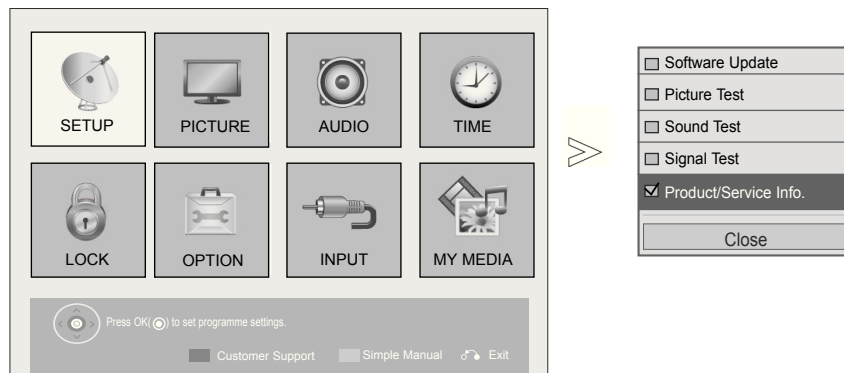 SETUP
PICTURE
AUDIO
TIME
LOCK
OPTION
INPUT
MY MEDIA
Press OK( ) to set programme settings.
Customer Support
Simple Manual
Exit
Software Update
Picture Test
Sound Test
Signal Test
Product/Service Info.
Close